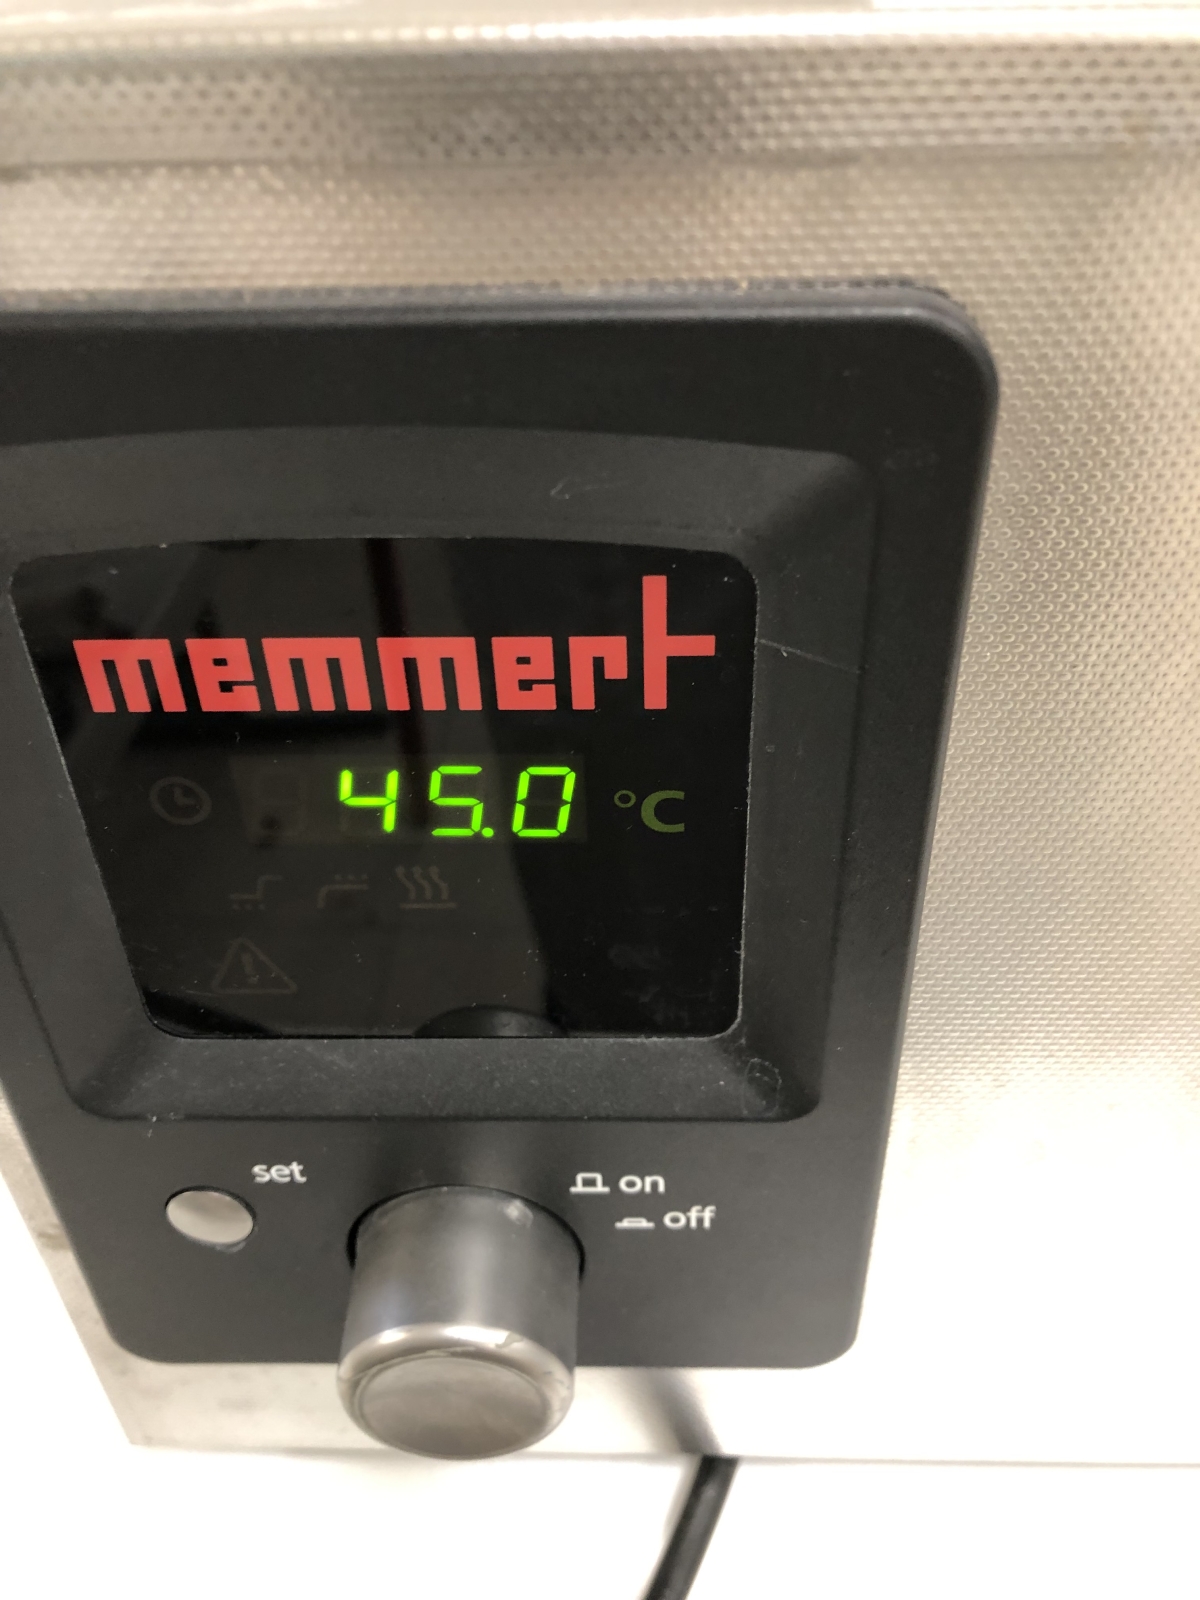 memmert
45.0 °C
set
on
off